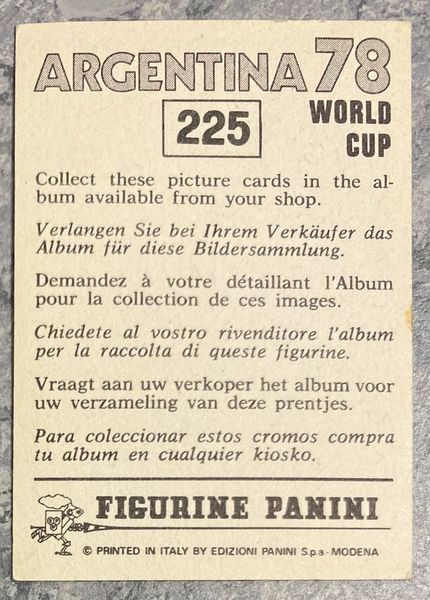 ARGENTINA 78
225
WORLD
CUP
Collect these picture cards in the al-
bum available from your shop.
Verlangen Sie bei Ihrem Verkäufer das
Album für diese Bildersammlung.
Demandez à votre détaillant l'Album
pour la collection de ces images.
Chiedete al vostro rivenditore l'album
per la raccolta di queste figurine.
Vraagt aan uw verkoper het album voor
uw verzameling van deze prentjes.
Para coleccionar estos cromos compra
tu album en cualquier kiosko.
FIGURINE PANINI
© PRINTED IN ITALY BY EDIZIONI PANINI S.p.a - MODENA